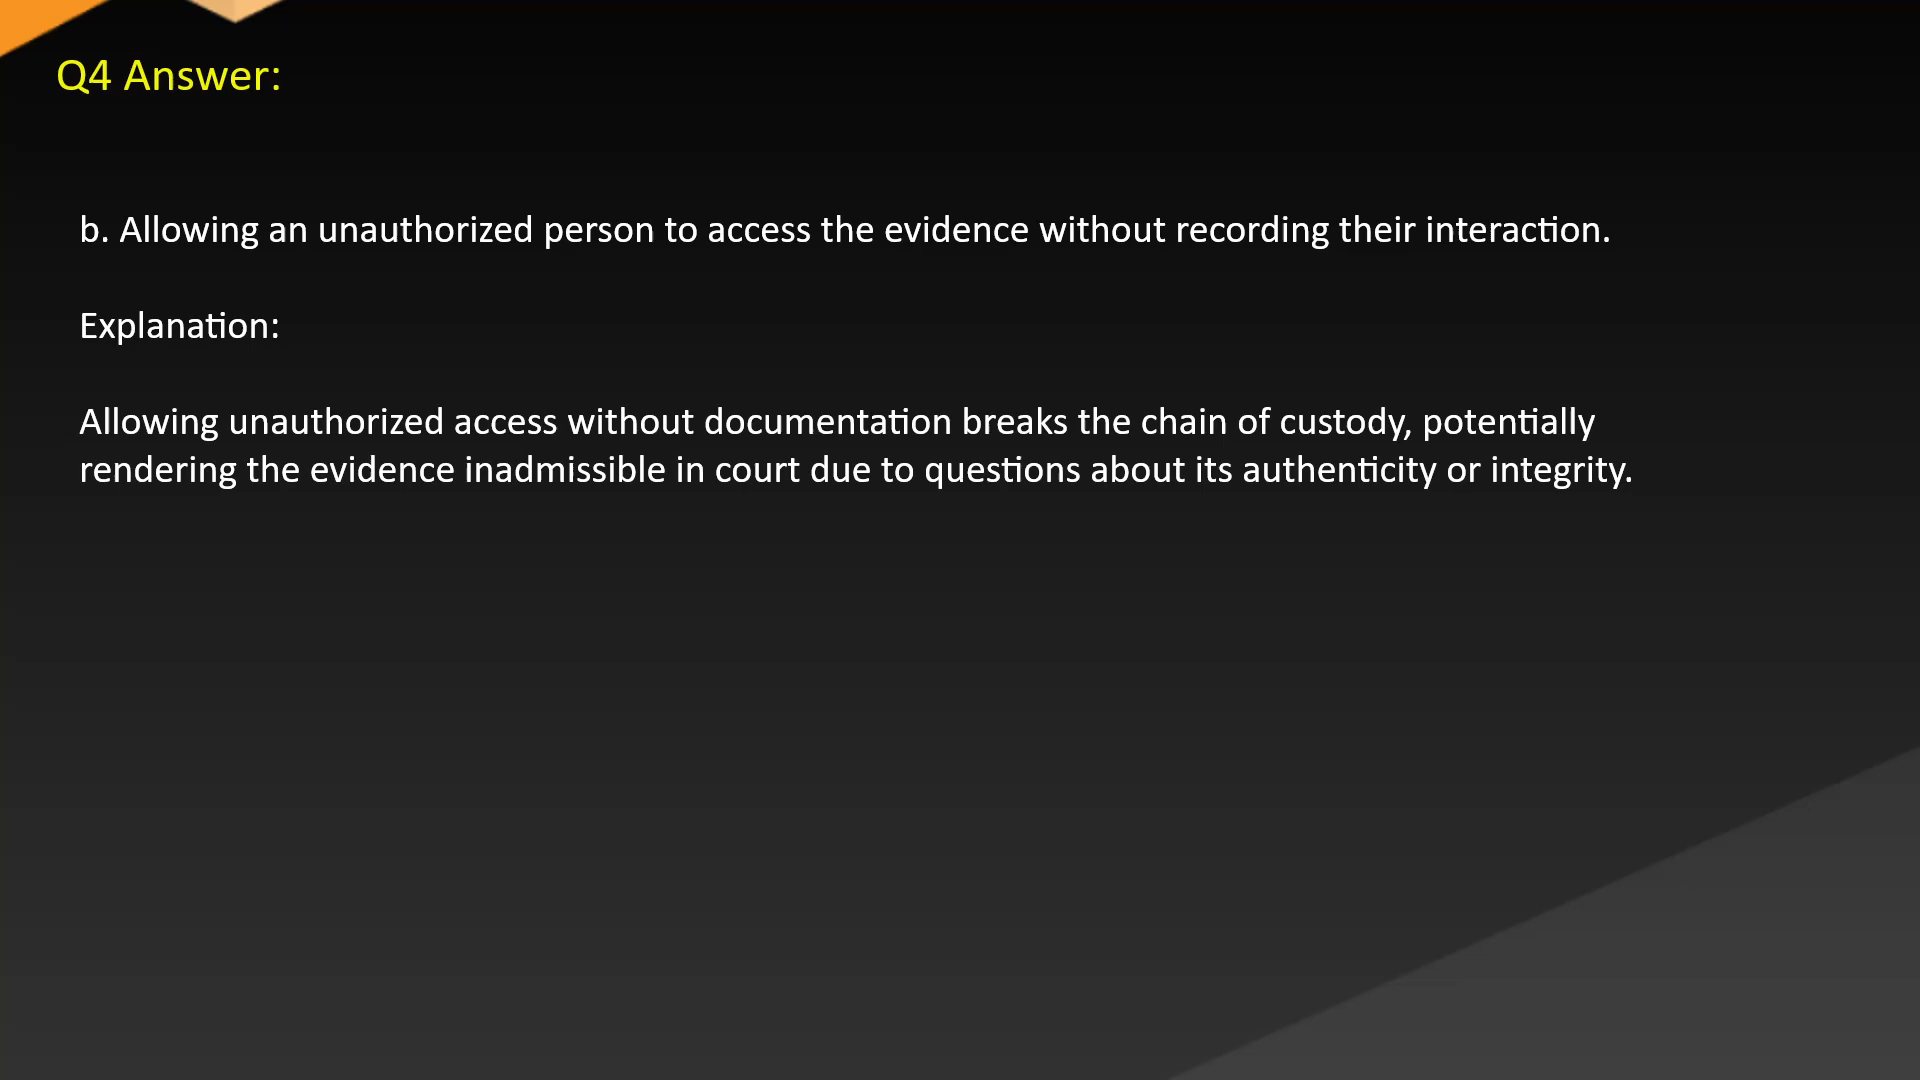 Q4 Answer:
b. Allowing an unauthorized person to access the evidence without recording their interaction.
Explanation:
Allowing unauthorized access without documentation breaks the chain of custody, potentially
rendering the evidence inadmissible in court due to questions about its authenticity or integrity.